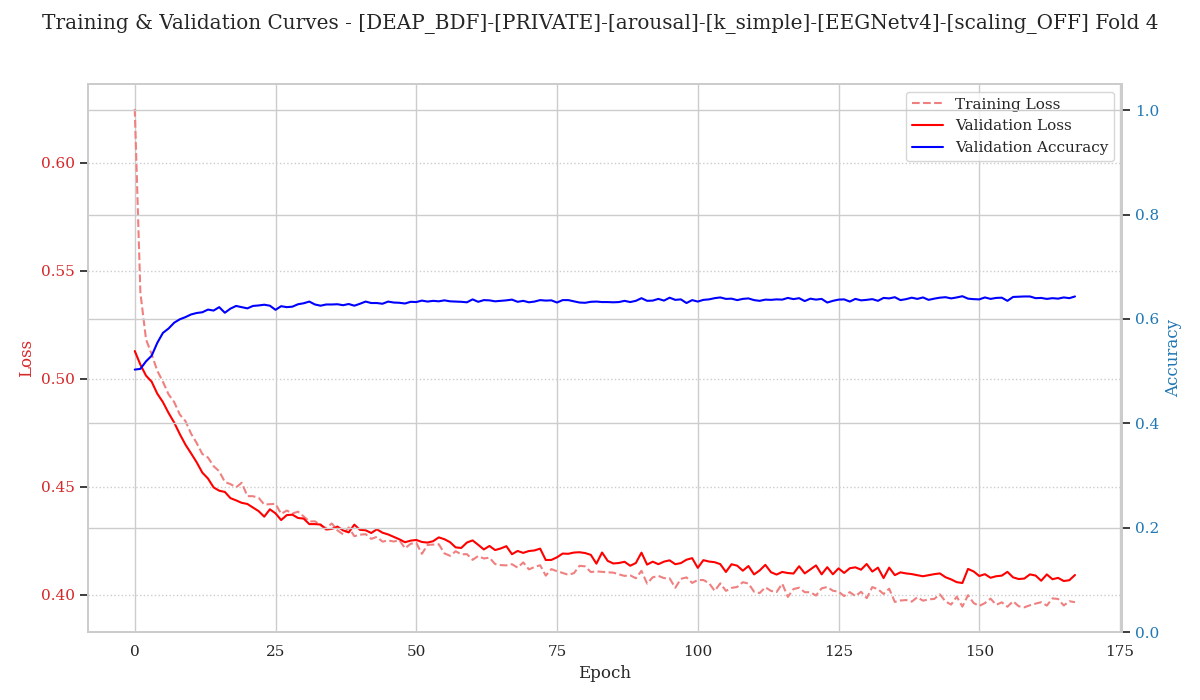 Training & Validation Curves - [DEAP_BDF]-[PRIVATE]-[arousal]-[k_simple]-[EEGNetv4]-[scaling_OFF] Fold 4
Training Loss
Validation Loss
Validation Accuracy
Loss
0.60
0.55
0.50
0.45
0.40
1.0
0.8
0.6
0.4
0.2
0.0
Accuracy
0
25
50
75
100
125
150
175
Epoch